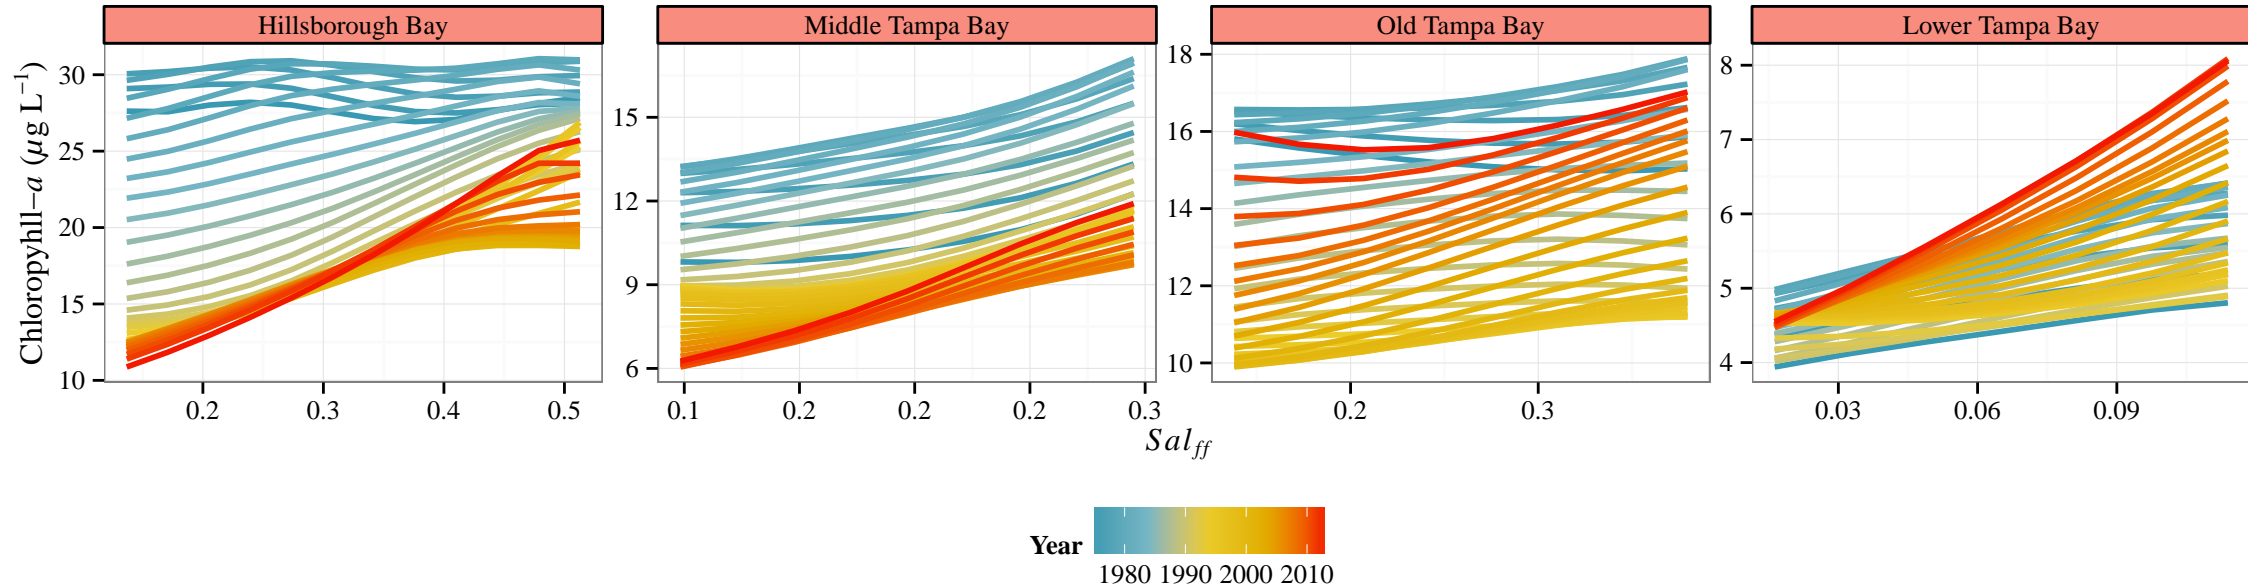 Hillsborough Bay
Middle Tampa Bay
Old Tampa Bay
Lower Tampa Bay
Chloropyhll−a (μg L−1)
30
25
20
15
10
15
12
9
6
18
16
14
12
10
8
7
6
5
4
0.2 0.3 0.4 0.5
0.1 0.2 0.2 0.2 0.3
0.2 0.3
0.03 0.06 0.09
Salff
Year
1980 1990 2000 2010